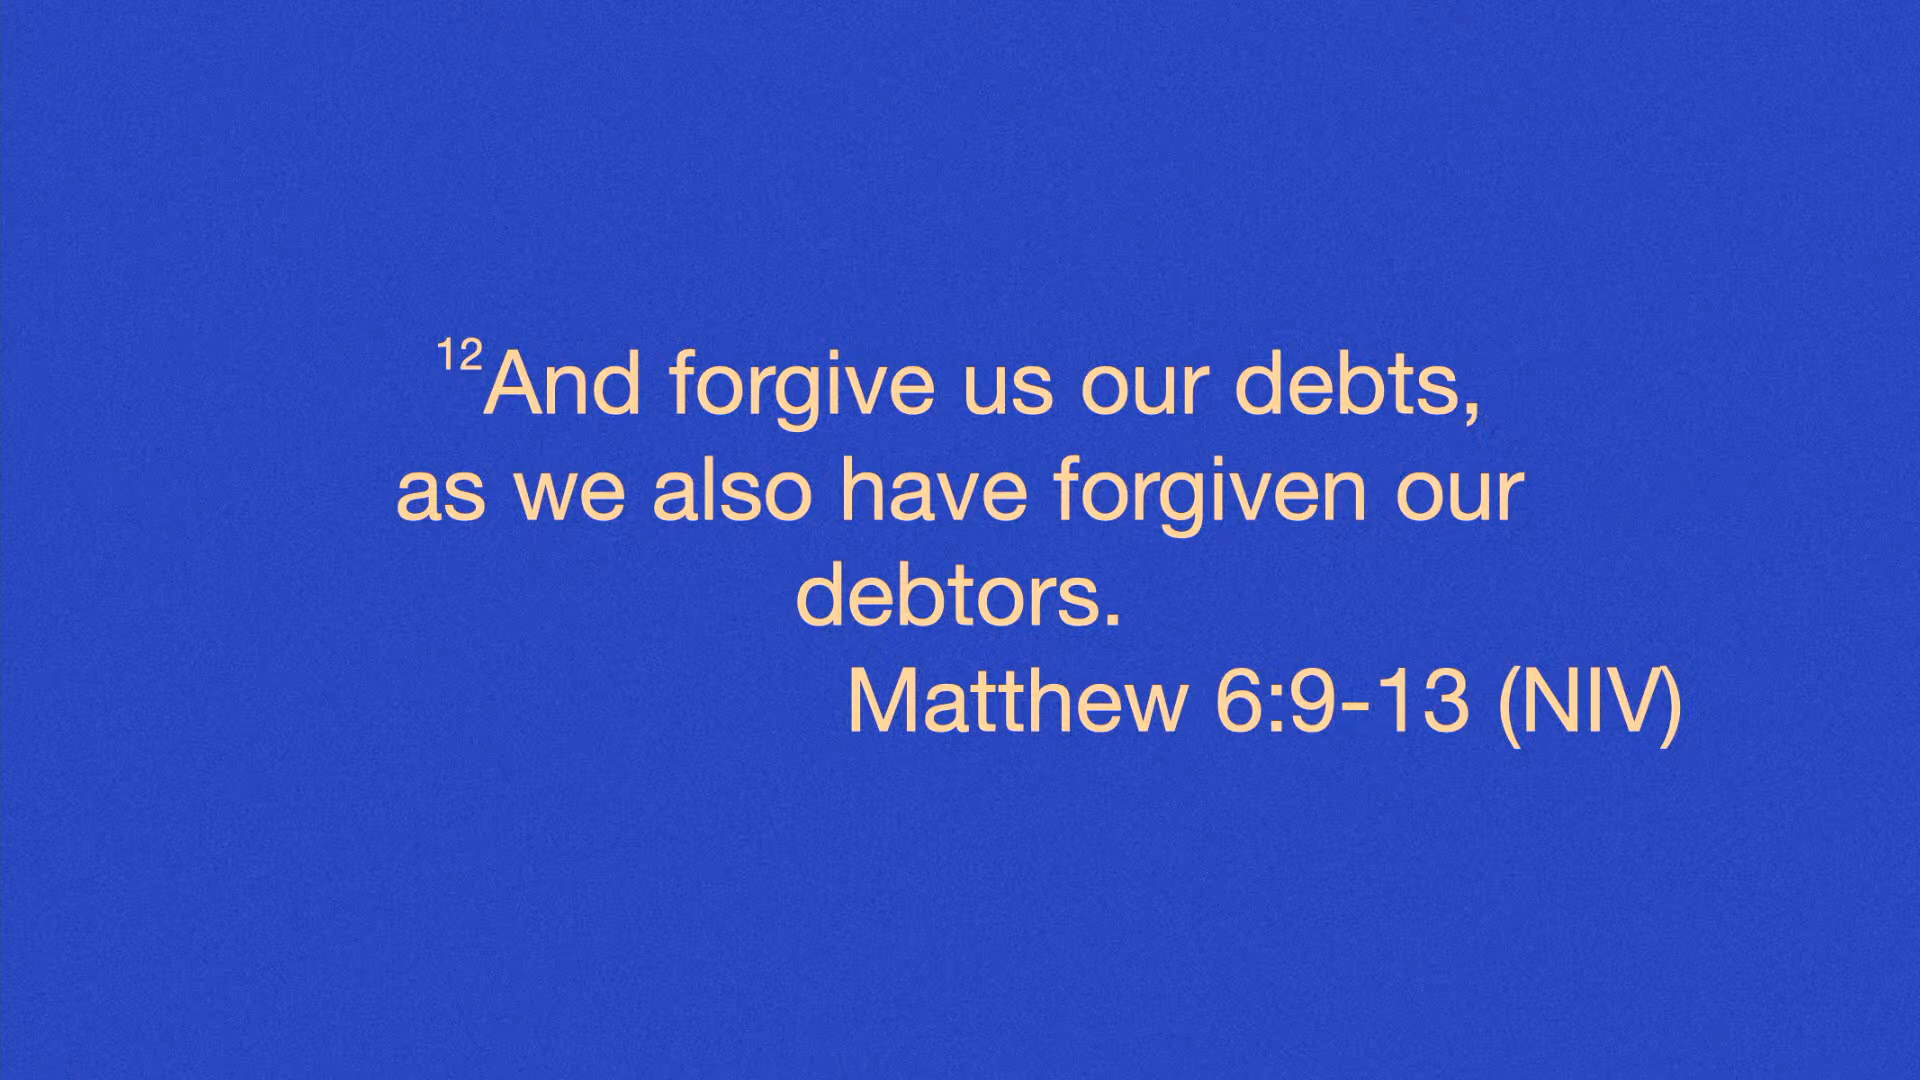 12And forgive us our debts,
as we also have forgiven our
debtors.
Matthew 6:9-13 (NIV)